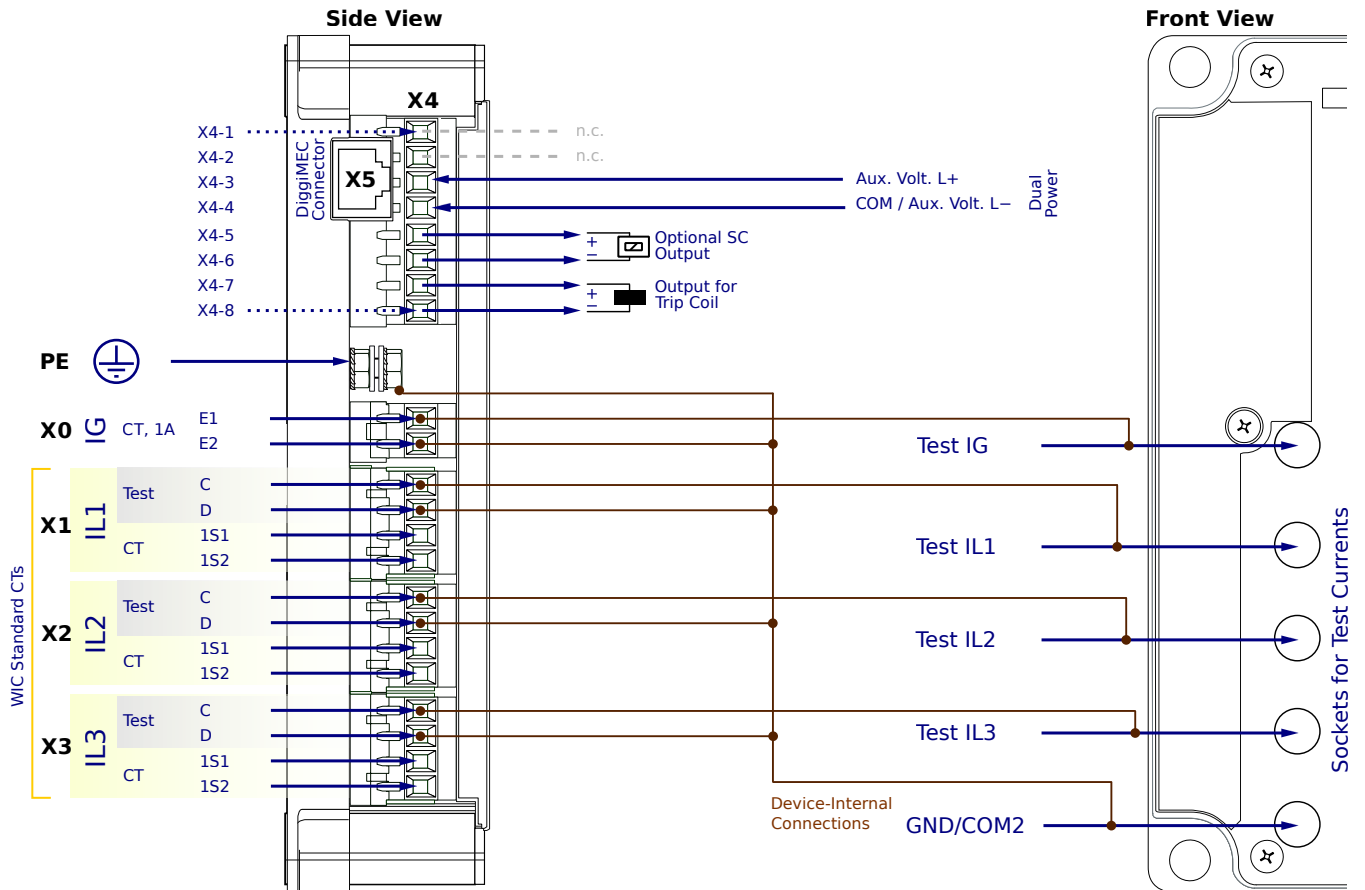 Side View
Front View
X4
X4-1
n.c.
X4-2
n.c.
DiggiMEC
Connector
X5
X4-3
Aux. Volt. L+
Dual
Power
X4-4
COM / Aux. Volt. L−
X4-5
+
−
Optional SC
Output
X4-6
X4-7
+
−
Output for
Trip Coil
X4-8
PE
X0
IG
CT, 1A
E1
E2
Test IG
WIC Standard CTs
X1
IL1
Test
C
D
CT
1S1
1S2
Test IL1
X2
IL2
Test
C
D
CT
1S1
1S2
Test IL2
X3
IL3
Test
C
D
CT
1S1
1S2
Test IL3
Sockets for Test Currents
Device-Internal
Connections
GND/COM2